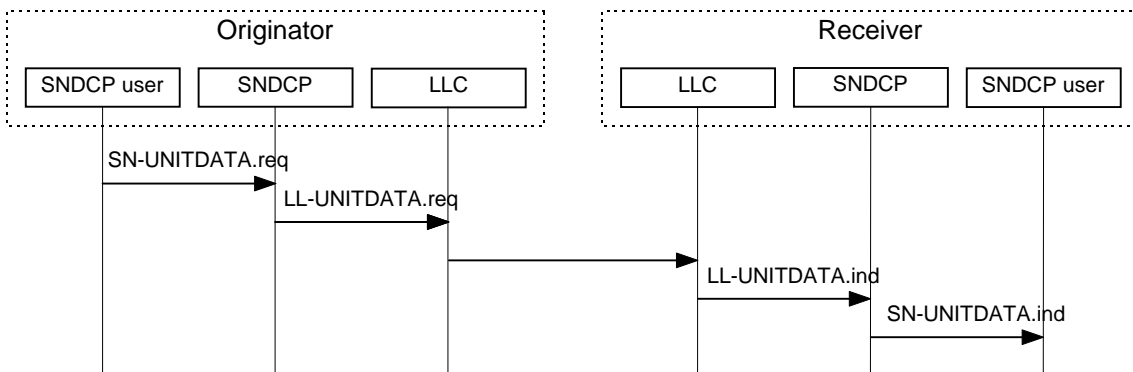 Originator
Receiver
SNDCP user
SNDCP
LLC
LLC
SNDCP
SNDCP user
SN-UNITDATA.req
LL-UNITDATA.req
LL-UNITDATA.ind
SN-UNITDATA.ind